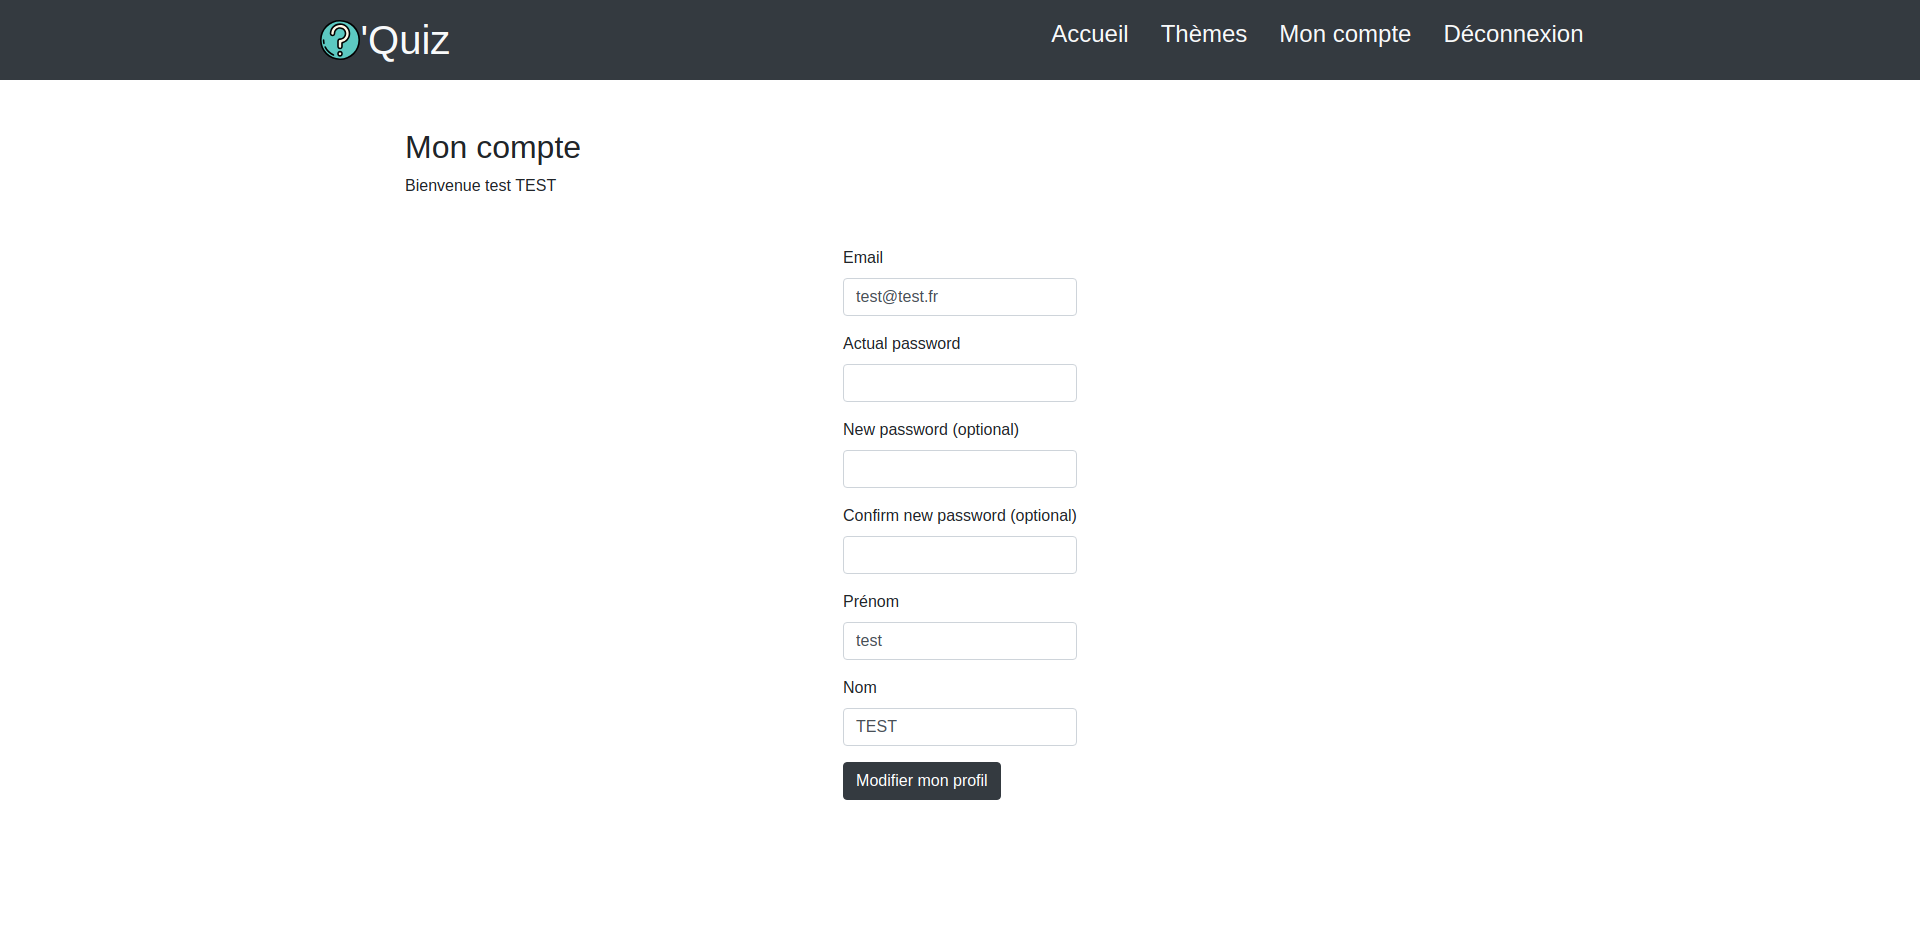 ?'Quiz
Accueil Thèmes Mon compte Déconnexion
Mon compte
Bienvenue test TEST
Email
test@test.fr
Actual password
New password (optional)
Confirm new password (optional)
Prénom
test
Nom
TEST
Modifier mon profil